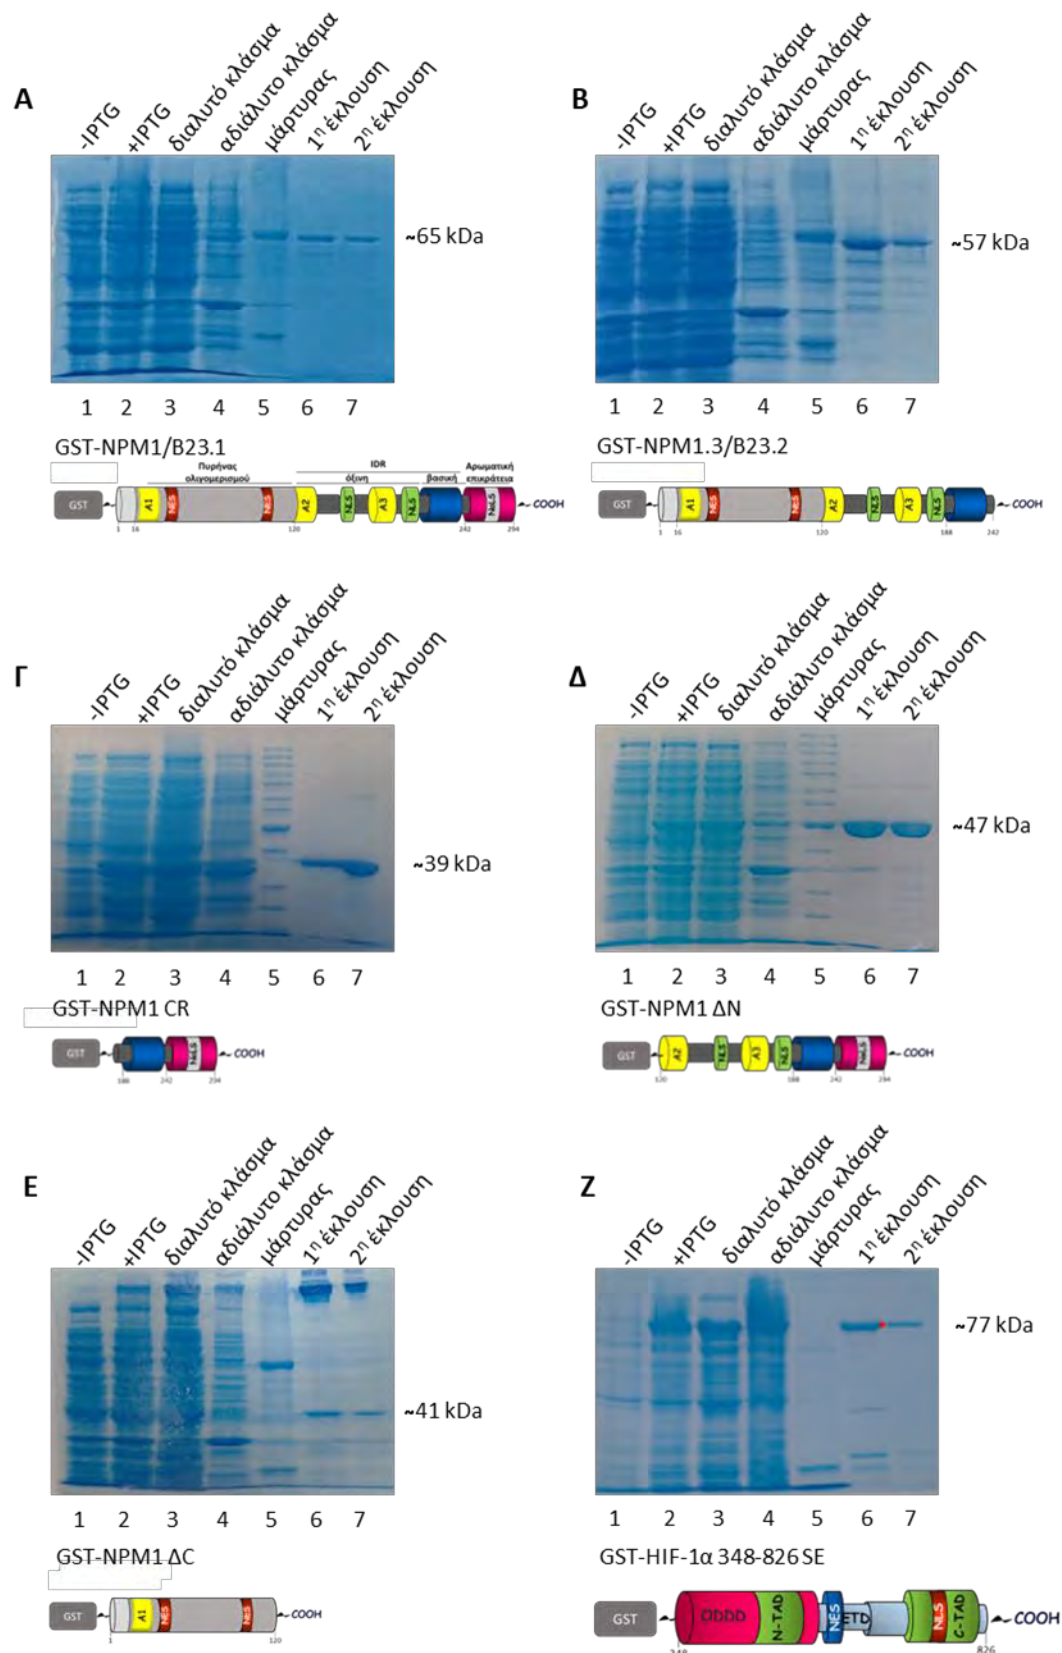 A
-IPTG
+IPTG
διαλυτό κλάσμα
αδιάλυτο κλάσμα
μάρτυρας
1η έκλουση
2η έκλουση
~65 kDa
1 2 3 4 5 6 7
GST-NPM1/B23.1
Πυρήνας ολιγομερισμού
IDR
όξινη
βασική
Αρωματική επικράτεια
GST
A1
NES
NES
A2
NLS
A3
NLS
NoLS
COOH
1 16 120 242 294
B
-IPTG
+IPTG
διαλυτό κλάσμα
αδιάλυτο κλάσμα
μάρτυρας
1η έκλουση
2η έκλουση
~57 kDa
1 2 3 4 5 6 7
GST-NPM1.3/B23.2
GST
A1
NES
NES
A2
NLS
A3
NLS
COOH
1 16 120 188 242
Γ
-IPTG
+IPTG
διαλυτό κλάσμα
αδιάλυτο κλάσμα
μάρτυρας
1η έκλουση
2η έκλουση
~39 kDa
1 2 3 4 5 6 7
GST-NPM1 CR
GST
NoLS
COOH
242
Δ
-IPTG
+IPTG
διαλυτό κλάσμα
αδιάλυτο κλάσμα
μάρτυρας
1η έκλουση
2η έκλουση
~47 kDa
1 2 3 4 5 6 7
GST-NPM1 ΔN
GST
A2
NLS
A3
NLS
NoLS
COOH
120 188 242 294
E
-IPTG
+IPTG
διαλυτό κλάσμα
αδιάλυτο κλάσμα
μάρτυρας
1η έκλουση
2η έκλουση
~41 kDa
1 2 3 4 5 6 7
GST-NPM1 ΔC
GST
A1
NES
NES
COOH
1 120
Z
-IPTG
+IPTG
διαλυτό κλάσμα
αδιάλυτο κλάσμα
μάρτυρας
1η έκλουση
2η έκλουση
~77 kDa
1 2 3 4 5 6 7
GST-HIF-1α 348-826 SE
GST
N-TAD
NES
ETD
NLS
C-TAD
COOH
348 826